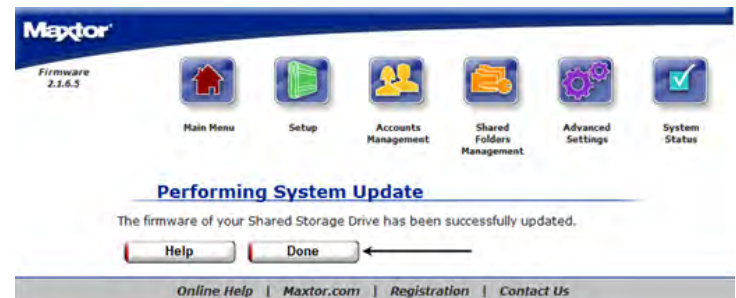 Maxtor
Firmware
2.1.6.5
Main Menu
Setup
Accounts
Management
Shared
Folders
Management
Advanced
Settings
System
Status
Performing System Update
The firmware of your Shared Storage Drive has been successfully updated.
Help
Done
Online Help | Maxtor.com | Registration | Contact Us